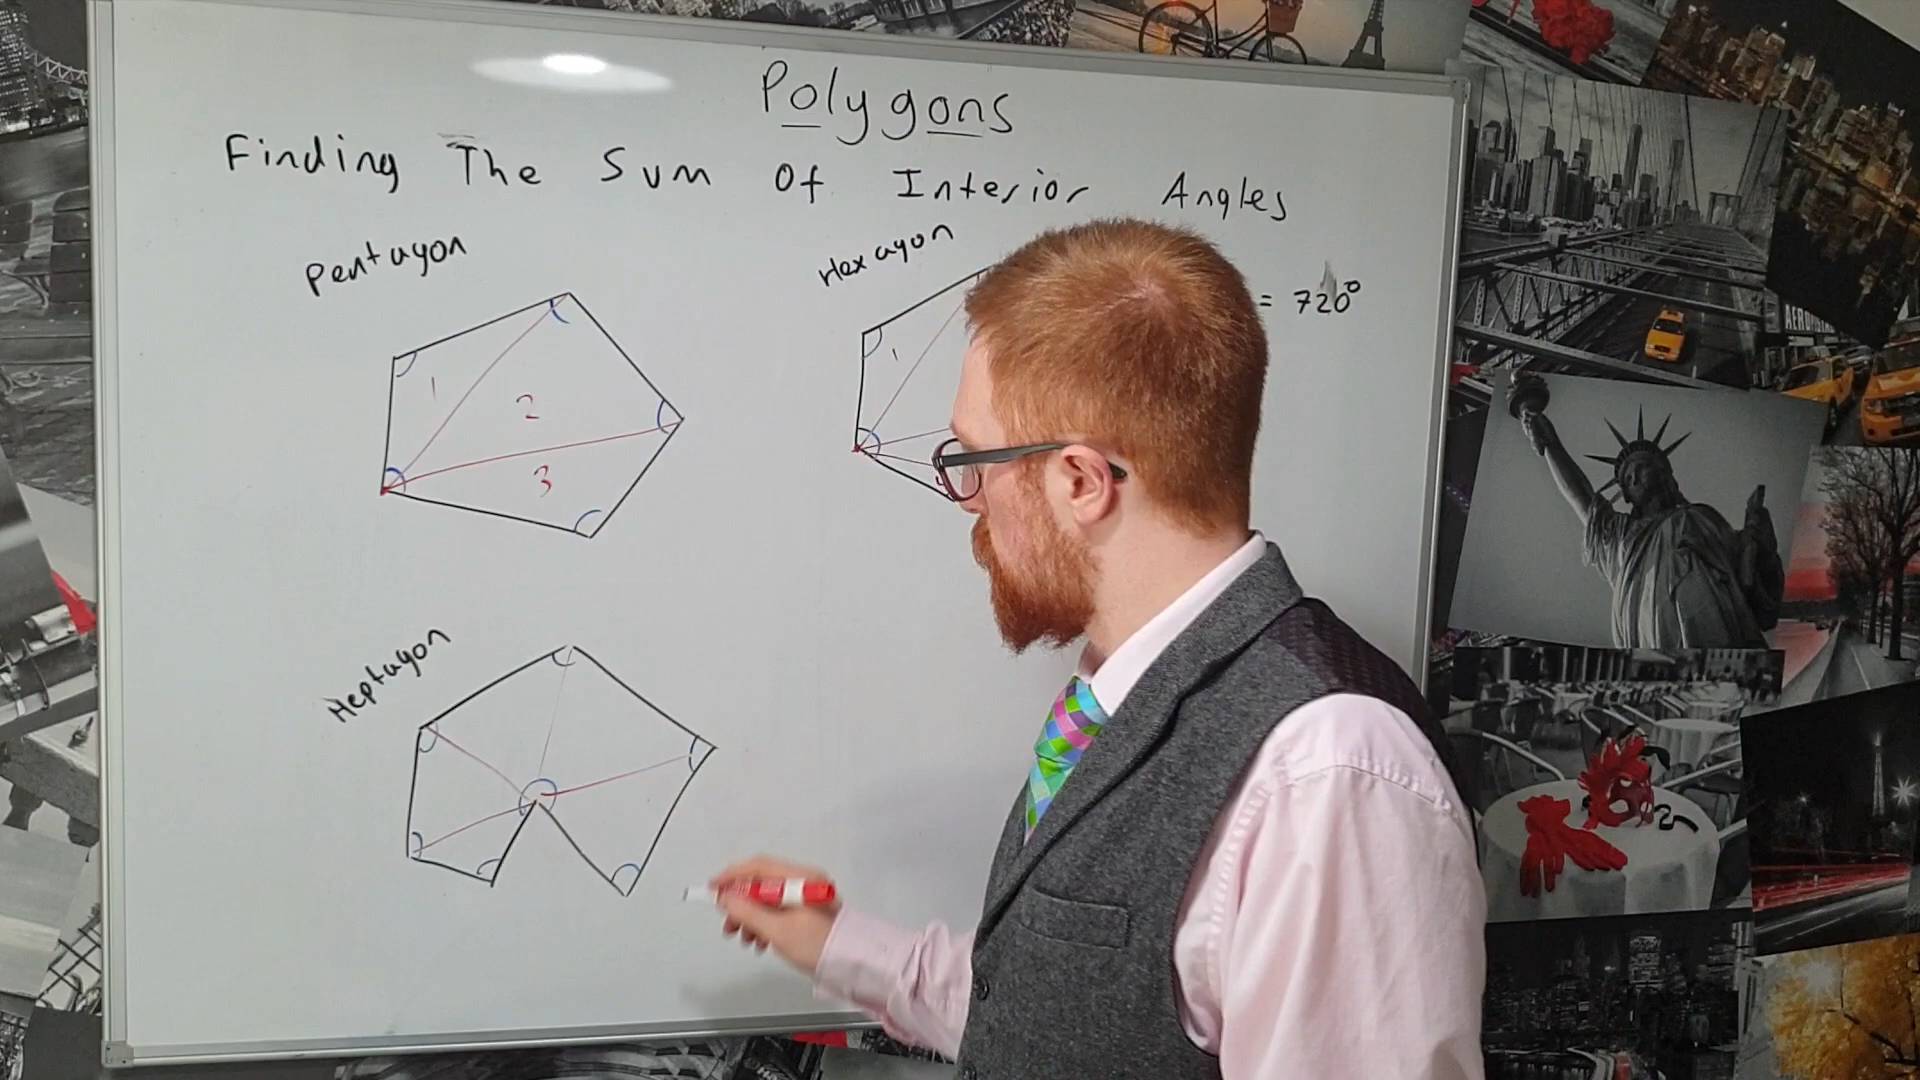 Polygons
Finding The Sum Of Interior Angles
Pentagon
Hexagon
= 720°
1
2
3
1
Heptagon